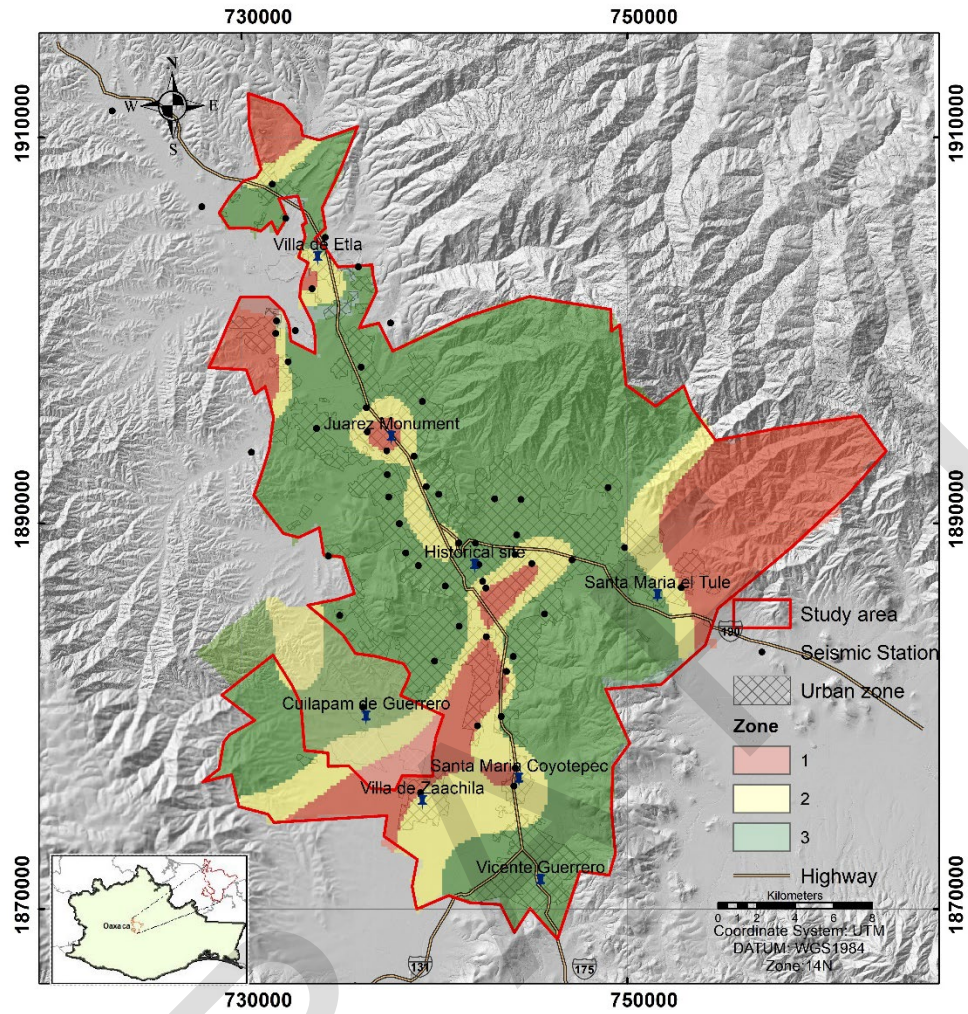 730000 750000
N
W E
S
1910000 1910000
Villa de Etla
Juarez Monument
1890000 1890000
Historical site
Santa Maria el Tule
190
Study area
Seismic Station
Urban zone
Cuilapam de Guerrero
Zone
1
2
3
Santa Maria Coyotepec
Villa de Zaachila
Vicente Guerrero
Highway
Kilometers
0 1 2 4 6 8
1870000 1870000
Coordinate System: UTM
DATUM: WGS1984
Zone:14N
Oaxaca
131 175
730000 750000